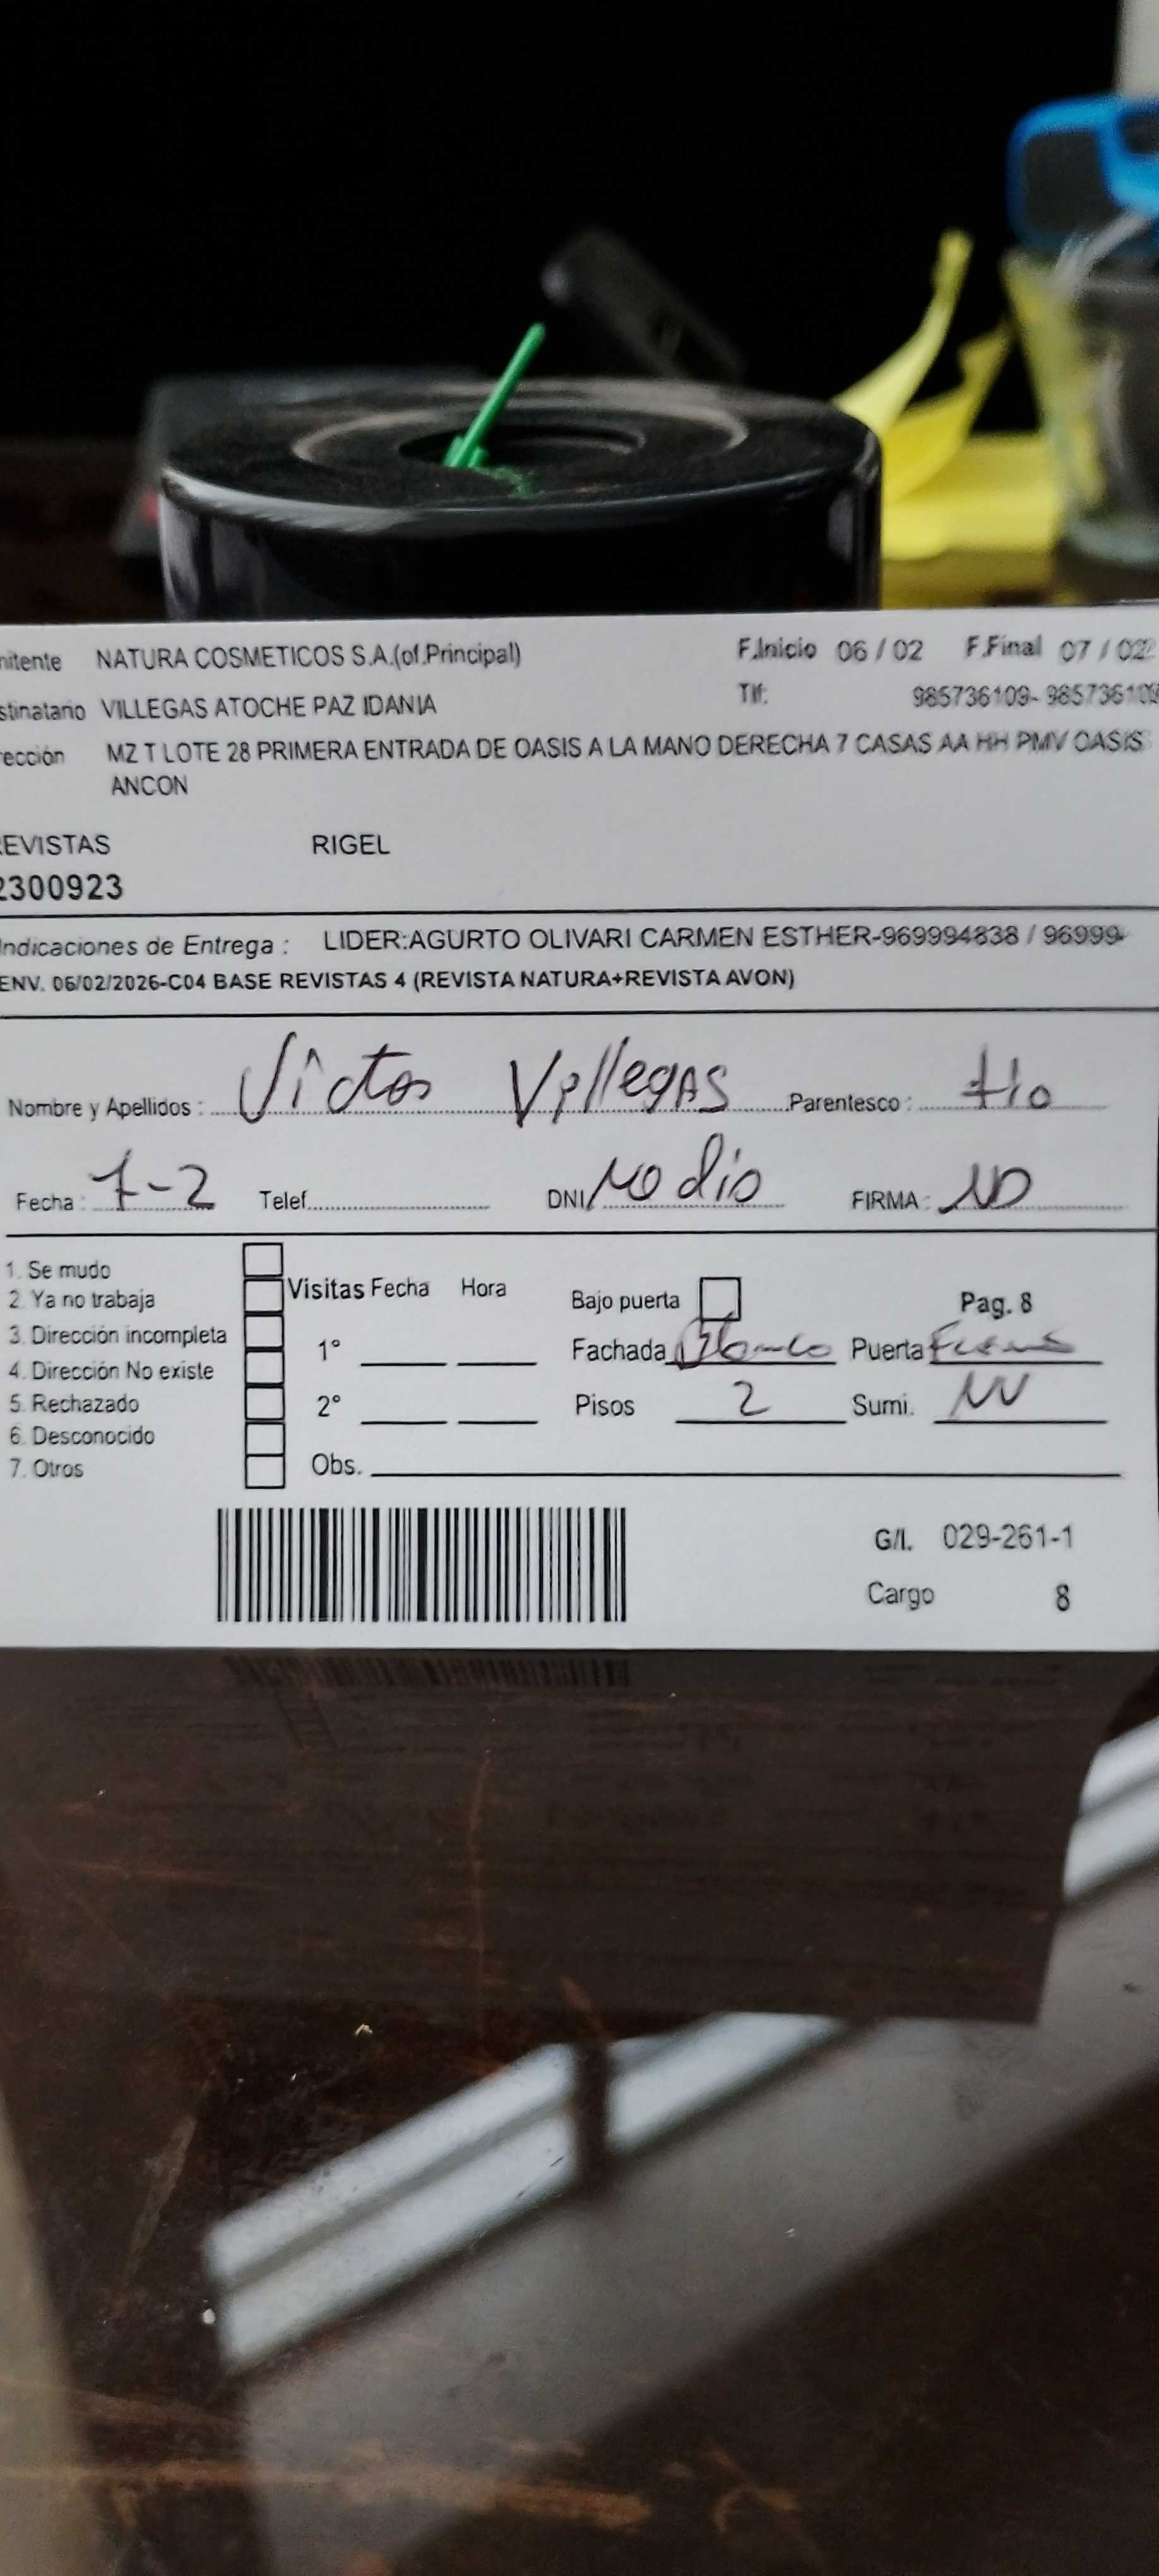 nitente NATURA COSMETICOS S.A.(of.Principal) F.Inicio 06 / 02 F.Final 07 / 02
stinatario VILLEGAS ATOCHE PAZ IDANIA Tlf: 985736109- 985736109
rección MZ T LOTE 28 PRIMERA ENTRADA DE OASIS A LA MANO DERECHA 7 CASAS AA HH PMV OASIS
ANCON
REVISTAS RIGEL
2300923
Indicaciones de Entrega : LIDER:AGURTO OLIVARI CARMEN ESTHER-969994838 / 96999
ENV. 06/02/2026-C04 BASE REVISTAS 4 (REVISTA NATURA+REVISTA AVON)
Nombre y Apellidos : Victor Villegas Parentesco : tio
Fecha : 7-2 Telef. DNI No dio FIRMA : ND
1. Se mudo
2. Ya no trabaja Visitas Fecha Hora Bajo puerta Pag. 8
3. Dirección incompleta 1° Fachada Blanco Puerta
4. Dirección No existe
5. Rechazado 2° Pisos 2 Sumi.
6. Desconocido
7. Otros Obs.
G/I. 029-261-1
Cargo 8